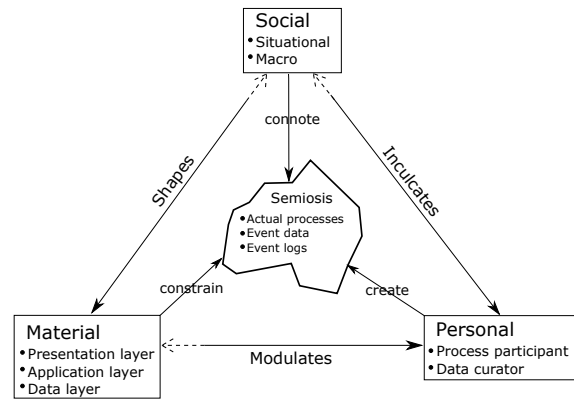 Social
• Situational
• Macro
connote
Shapes
Inculcates
Semiosis
• Actual processes
• Event data
• Event logs
constrain
create
Material
• Presentation layer
• Application layer
• Data layer
Modulates
Personal
• Process participant
• Data curator